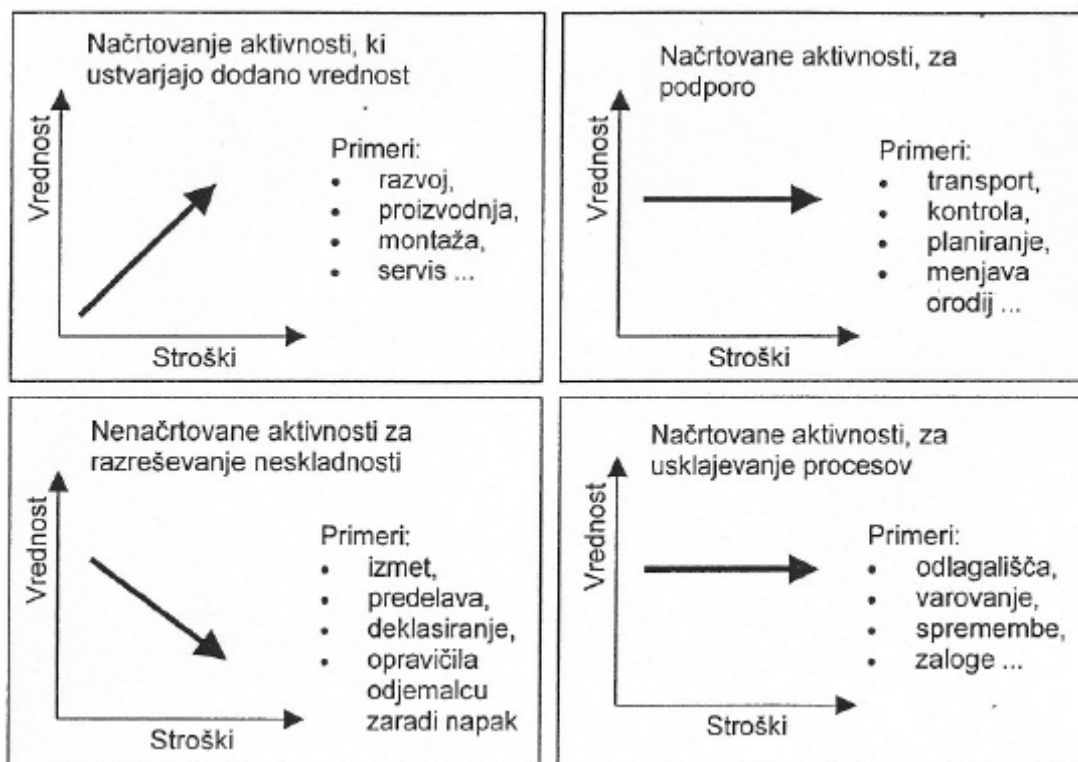 Načrtovanje aktivnosti, ki
ustvarjajo dodano vrednost
Vrednost
Primeri:
• razvoj,
• proizvodnja,
• montaža,
• servis ...
Stroški
Načrtovane aktivnosti, za
podporo
Vrednost
Primeri:
• transport,
• kontrola,
• planiranje,
• menjava
orodij ...
Stroški
Nenačrtovane aktivnosti za
razreševanje neskladnosti
Vrednost
Primeri:
• izmet,
• predelava,
• deklasiranje,
• opravičila
odjemalcu
zaradi napak
Stroški
Načrtovane aktivnosti, za
usklajevanje procesov
Vrednost
Primeri:
• odlagališča,
• varovanje,
• spremembe,
• zaloge ...
Stroški